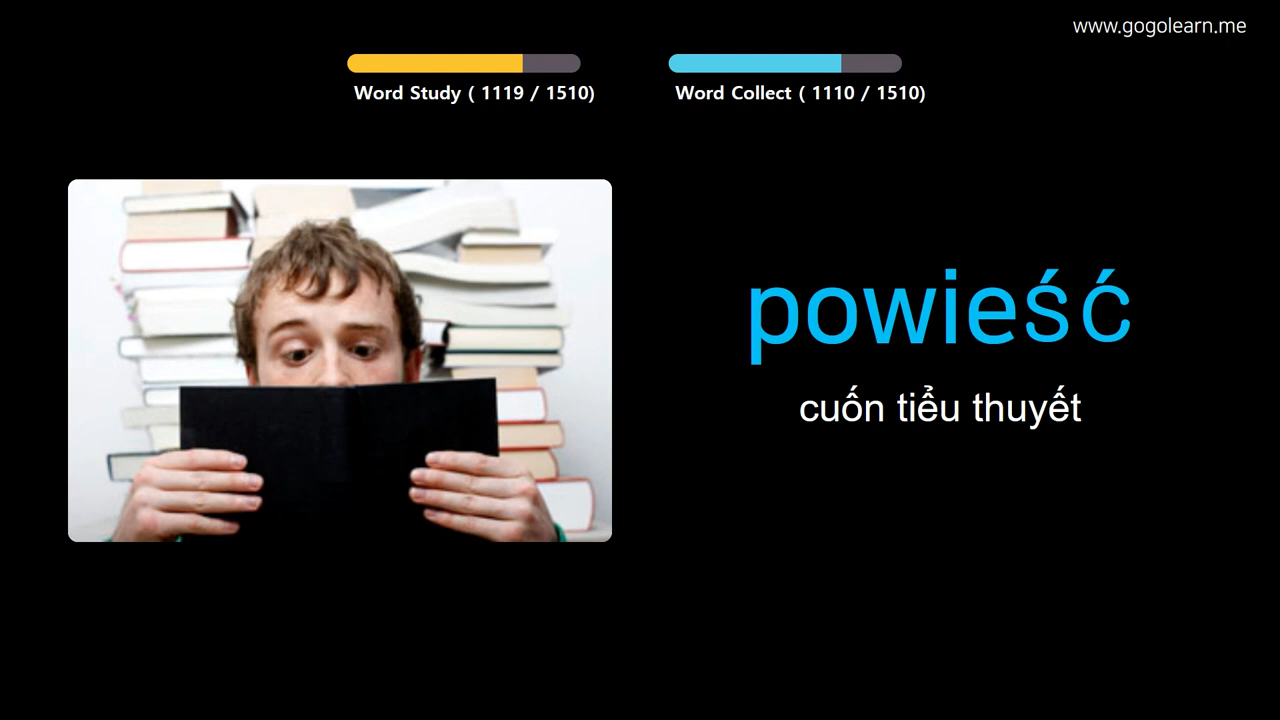 www.gogolearn.me
Word Study ( 1119 / 1510)
Word Collect ( 1110 / 1510)
powieść
cuốn tiểu thuyết